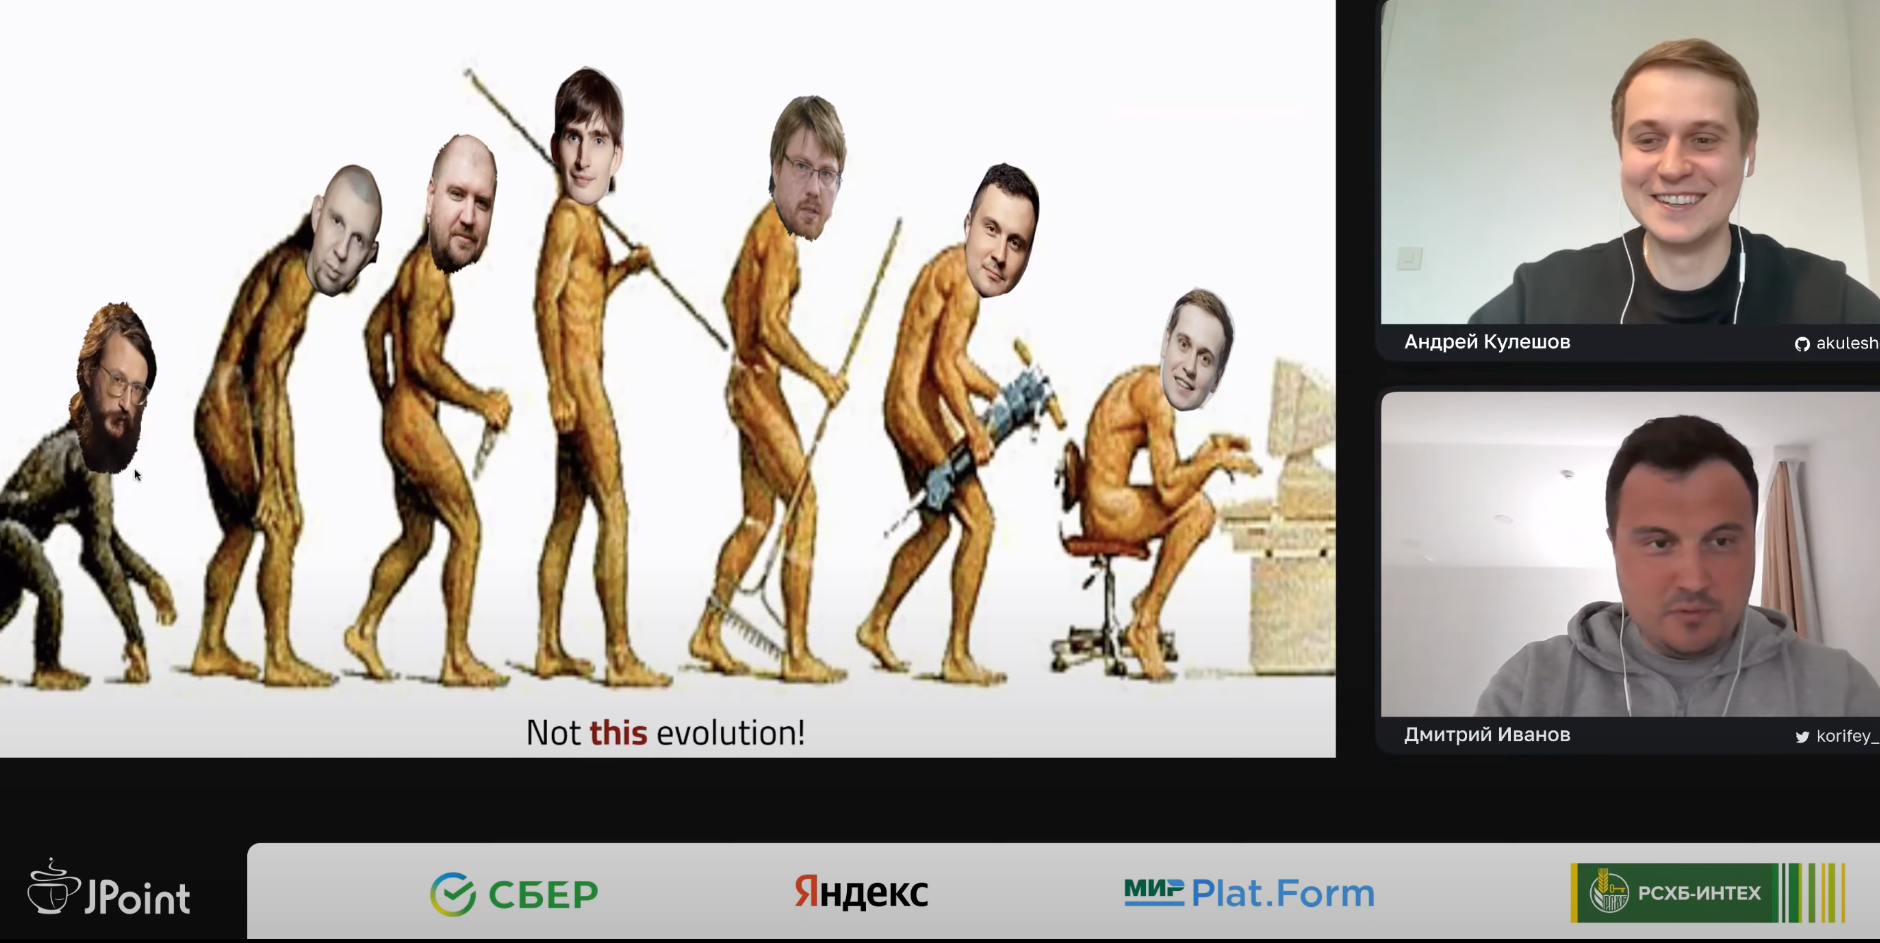 Not this evolution!
Андрей Кулешов
akulesh
Дмитрий Иванов
korifey_
JPoint
СБЕР
Яндекс
МИР Plat.Form
РСХБ-ИНТЕХ